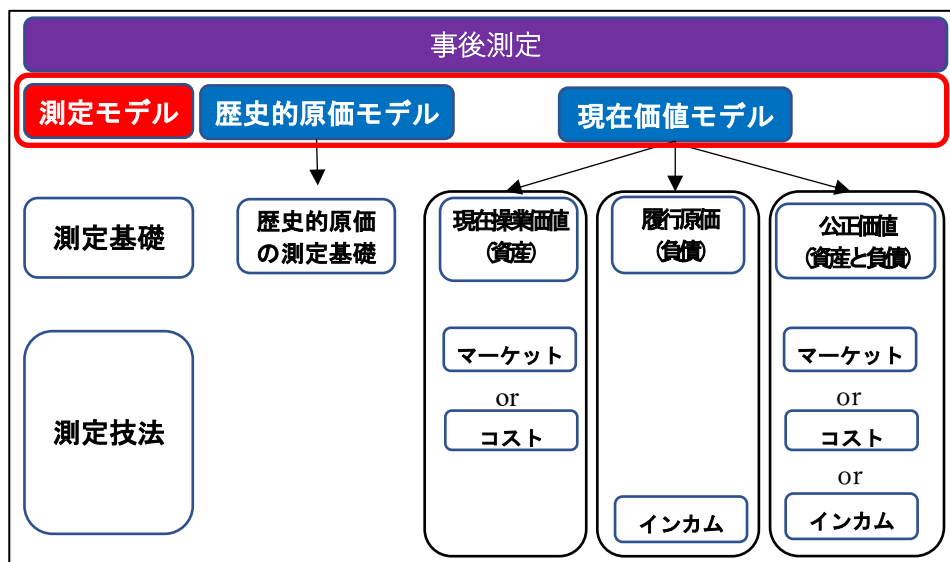 事後測定
測定モデル
歴史的原価モデル
現在価値モデル
測定基礎
歴史的原価
の測定基礎
現在操業価値
(資産)
履行原価
(負債)
公正価値
(資産と負債)
測定技法
マーケット
or
コスト
インカム
マーケット
or
コスト
or
インカム